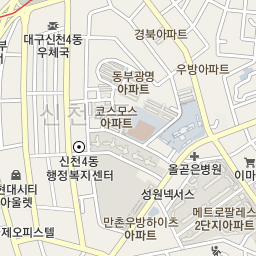 경북아파트
대구신천4동
우체국
부
우방아파트
동부광명
아파트
신천
코스모스
아파트
신천4동
행정복지센터
올곧은병원
이마
현대시티
아울렛
성원넥서스
메트로팔레스
2단지아파트
만촌우방하이츠
아파트
제오피스텔